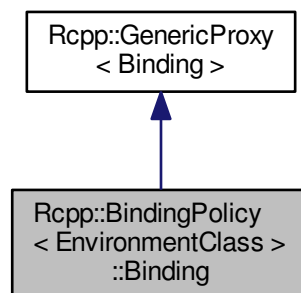 Rcpp::GenericProxy
< Binding >
Rcpp::BindingPolicy
< EnvironmentClass >
::Binding